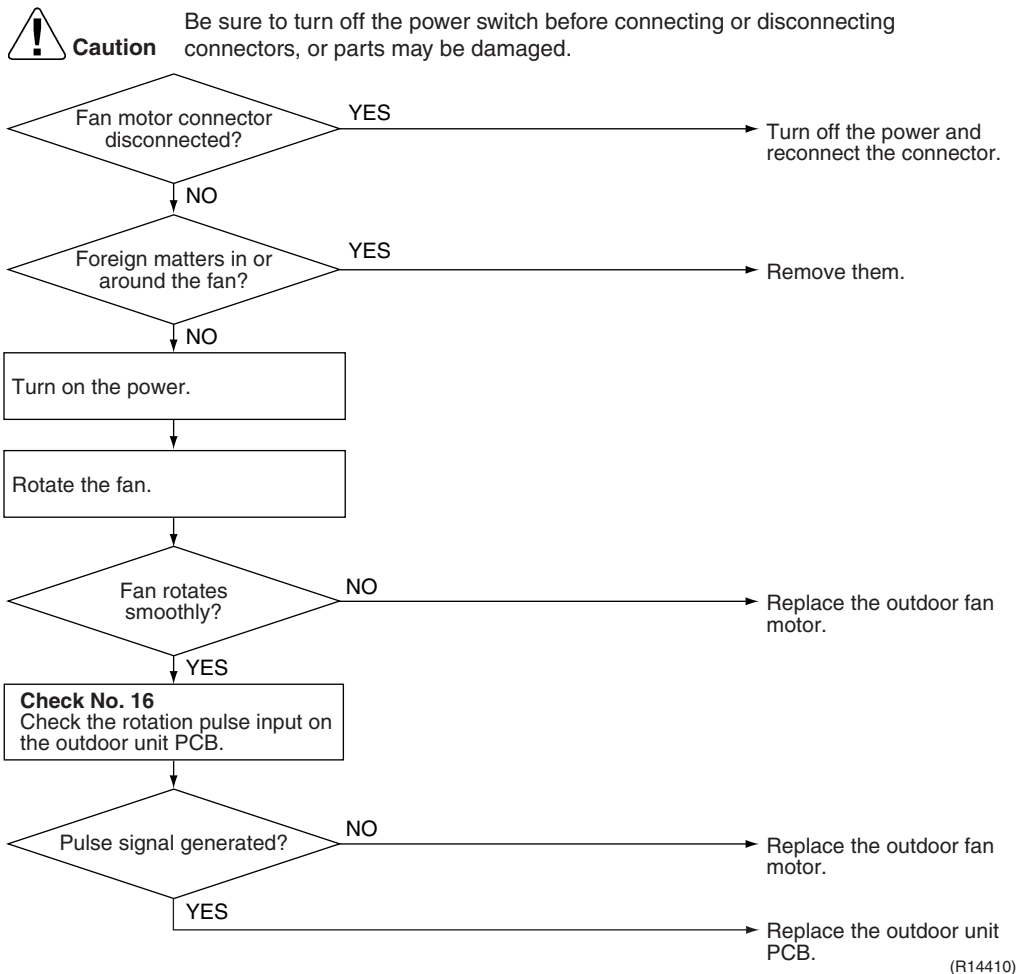 Be sure to turn off the power switch before connecting or disconnecting
Caution
connectors, or parts may be damaged.
Fan motor connector
disconnected?
YES
Turn off the power and
reconnect the connector.
NO
Foreign matters in or
around the fan?
YES
Remove them.
NO
Turn on the power.
Rotate the fan.
Fan rotates
smoothly?
NO
Replace the outdoor fan
motor.
YES
Check No. 16
Check the rotation pulse input on
the outdoor unit PCB.
Pulse signal generated?
NO
Replace the outdoor fan
motor.
YES
Replace the outdoor unit
PCB.
(R14410)